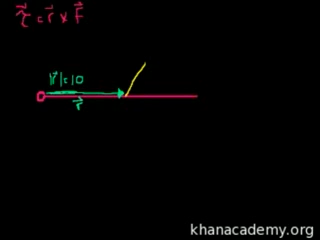 τ⃗ = r⃗ × F⃗
|r⃗| = 10
r⃗
khanacademy.org